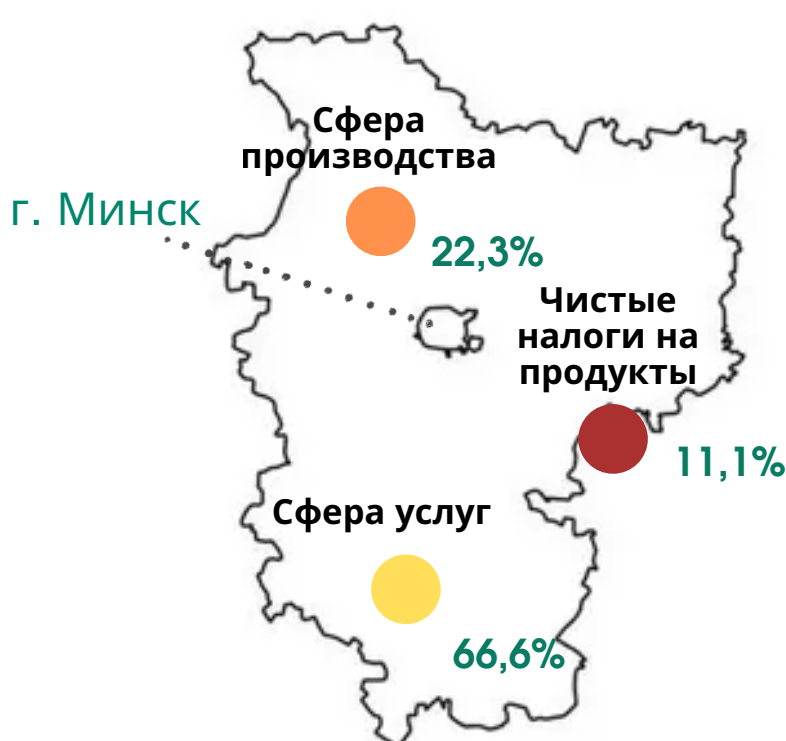 Сфера
производства
г. Минск
22,3%
Чистые
налоги на
продукты
11,1%
Сфера услуг
66,6%